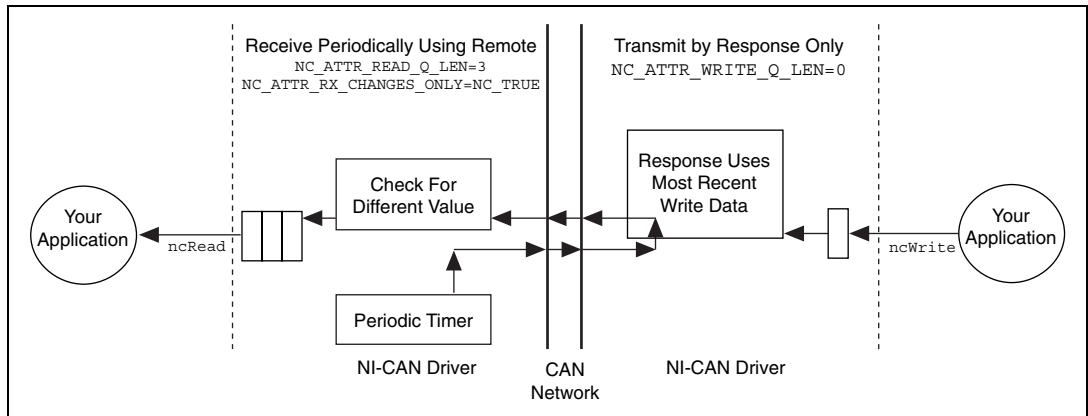 Receive Periodically Using Remote
NC_ATTR_READ_Q_LEN=3
NC_ATTR_RX_CHANGES_ONLY=NC_TRUE
Transmit by Response Only
NC_ATTR_WRITE_Q_LEN=0
Your
Application
ncRead
Check For
Different Value
Periodic Timer
Response Uses
Most Recent
Write Data
ncWrite
Your
Application
NI-CAN Driver
CAN
Network
NI-CAN Driver